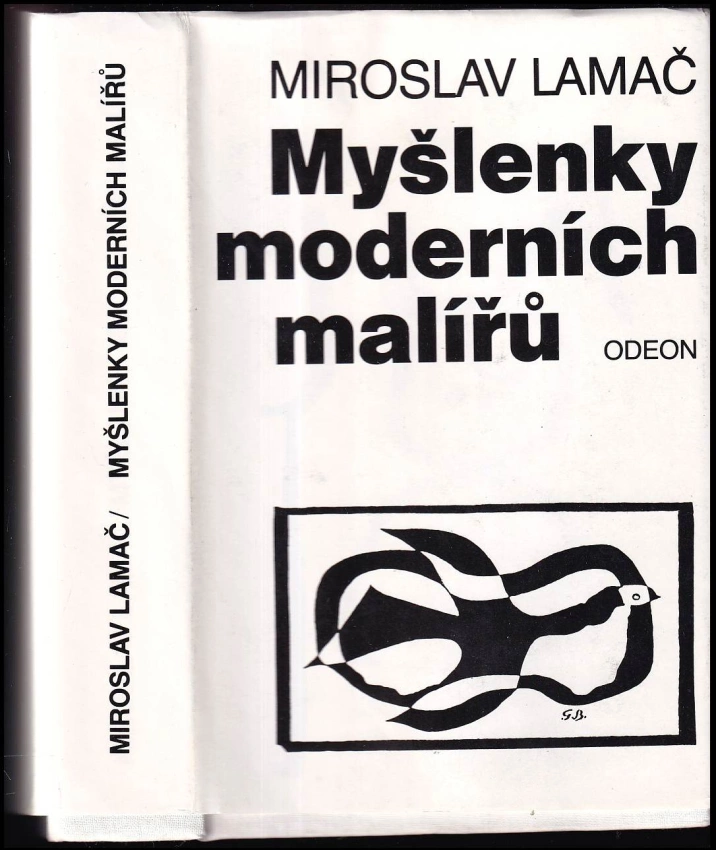 MIROSLAV LAMAČ / MYŠLENKY MODERNÍCH MALÍŘŮ
MIROSLAV LAMAČ
Myšlenky
moderních
malířů
ODEON
G.B.